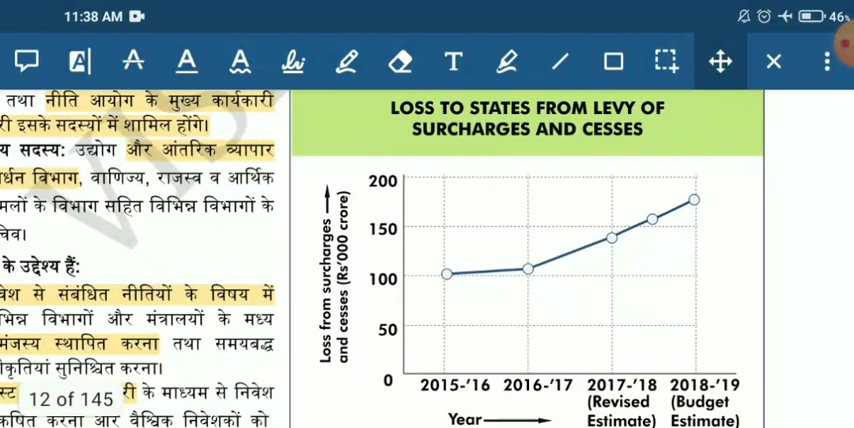 11:38 AM
46%
T
तथा नीति आयोग के मुख्य कार्यकारी
री इसके सदस्यों में शामिल होंगे।
य सदस्य: उद्योग और आंतरिक व्यापार
र्धन विभाग, वाणिज्य, राजस्व व आर्थिक
मलों के विभाग सहित विभिन्न विभागों के
चिव।
के उद्देश्य हैं:
वेश से संबंधित नीतियों के विषय में
भिन्न विभागों और मंत्रालयों के मध्य
मंजस्य स्थापित करना तथा समयबद्ध
ीकृतियां सुनिश्चित करना।
स्ट री के माध्यम से निवेश
12 of 145
कषित करना और वैश्विक निवेशकों को
LOSS TO STATES FROM LEVY OF
SURCHARGES AND CESSES
Loss from surcharges
and cesses (Rs'000 crore)
200
150
100
50
0
2015-'16 2016-'17 2017-'18 2018-'19
(Revised (Budget
Estimate) Estimate)
Year